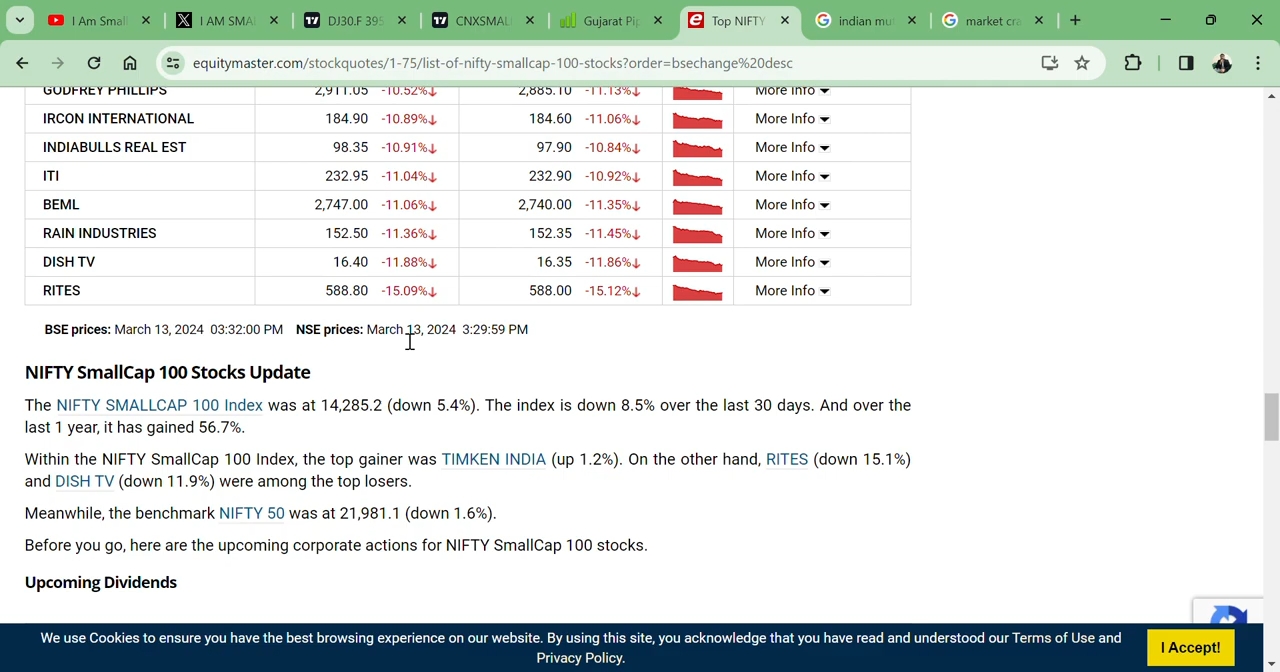 I Am Smal
I AM SMA
DJ30.F 395
CNXSMAL
Gujarat Pip
Top NIFTY
indian mu
market cra
equitymaster.com/stockquotes/1-75/list-of-nifty-smallcap-100-stocks?order=bsechange%20desc
GODFREY PHILLIPS 2,911.05 -10.52%↓ 2,885.10 -11.13%↓ More Info
IRCON INTERNATIONAL 184.90 -10.89%↓ 184.60 -11.06%↓ More Info
INDIABULLS REAL EST 98.35 -10.91%↓ 97.90 -10.84%↓ More Info
ITI 232.95 -11.04%↓ 232.90 -10.92%↓ More Info
BEML 2,747.00 -11.06%↓ 2,740.00 -11.35%↓ More Info
RAIN INDUSTRIES 152.50 -11.36%↓ 152.35 -11.45%↓ More Info
DISH TV 16.40 -11.88%↓ 16.35 -11.86%↓ More Info
RITES 588.80 -15.09%↓ 588.00 -15.12%↓ More Info
BSE prices: March 13, 2024 03:32:00 PM NSE prices: March 13, 2024 3:29:59 PM
NIFTY SmallCap 100 Stocks Update
The NIFTY SMALLCAP 100 Index was at 14,285.2 (down 5.4%). The index is down 8.5% over the last 30 days. And over the
last 1 year, it has gained 56.7%.
Within the NIFTY SmallCap 100 Index, the top gainer was TIMKEN INDIA (up 1.2%). On the other hand, RITES (down 15.1%)
and DISH TV (down 11.9%) were among the top losers.
Meanwhile, the benchmark NIFTY 50 was at 21,981.1 (down 1.6%).
Before you go, here are the upcoming corporate actions for NIFTY SmallCap 100 stocks.
Upcoming Dividends
We use Cookies to ensure you have the best browsing experience on our website. By using this site, you acknowledge that you have read and understood our Terms of Use and
Privacy Policy.
I Accept!